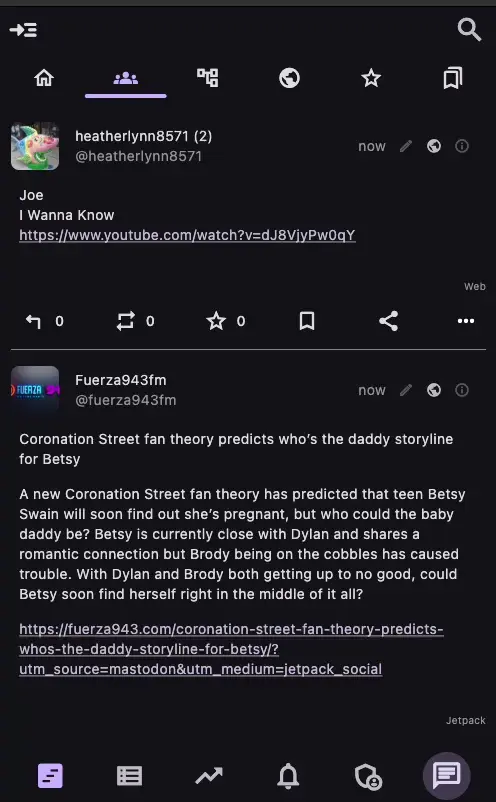 heatherlynn8571 (2)
@heatherlynn8571
now
Joe
I Wanna Know
https://www.youtube.com/watch?v=dJ8VjyPw0qY
Web
0
0
0
FUERZA
Fuerza943fm
@fuerza943fm
now
Coronation Street fan theory predicts who's the daddy storyline
for Betsy
A new Coronation Street fan theory has predicted that teen Betsy
Swain will soon find out she's pregnant, but who could the baby
daddy be? Betsy is currently close with Dylan and shares a
romantic connection but Brody being on the cobbles has caused
trouble. With Dylan and Brody both getting up to no good, could
Betsy soon find herself right in the middle of it all?
https://fuerza943.com/coronation-street-fan-theory-predicts-
whos-the-daddy-storyline-for-betsy/?
utm_source=mastodon&utm_medium=jetpack_social
Jetpack